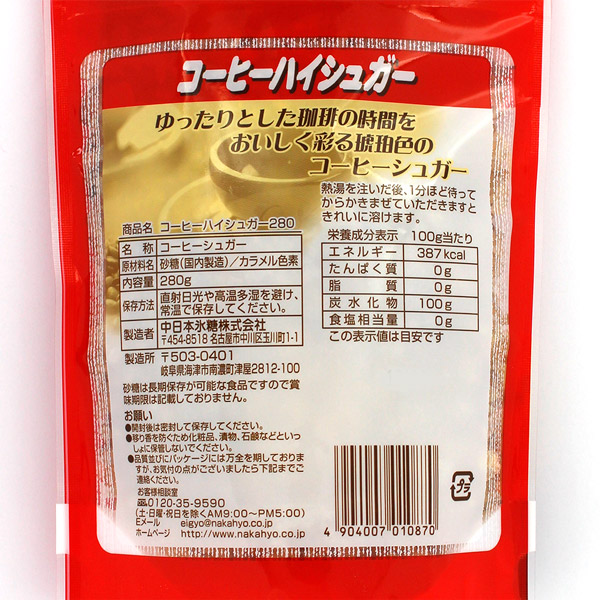 コーヒーハイシュガー
ゆったりとした珈琲の時間を
おいしく彩る琥珀色の
コーヒーシュガー
熱湯を注いだ後、1分ほど待って
からかきまぜていただきますと
きれいに溶けます。
商品名 コーヒーハイシュガー280
名称 コーヒーシュガー
原材料名 砂糖(国内製造)/カラメル色素
内容量 280g
保存方法 直射日光や高温多湿を避け、
常温で保存してください。
製造者 中日本氷糖株式会社
〒454-8518 名古屋市中川区玉川町1-1
製造所 〒503-0401
岐阜県海津市南濃町津屋2812-100
栄養成分表示 100g当たり
エネルギー 387kcal
たんぱく質 0g
脂質 0g
炭水化物 100g
食塩相当量 0g
この表示値は目安です
砂糖は長期保存が可能な食品ですので賞
味期限は記載しておりません。
お願い
●開封後は密封して保存してください。
●移り香を防ぐため化粧品、漬物、石鹸などといっ
しょに保管しないでください。
●品質並びにパッケージには万全を期しております
が、お気付の点がございましたら下記までご
連絡ください。
お客様相談室
0120-35-9590
(土・日・祝日を除くAM9:00〜PM5:00)
Eメール eigyo@nakahyo.co.jp
ホームページ http://www.nakahyo.co.jp
4 904007 010870
プラ